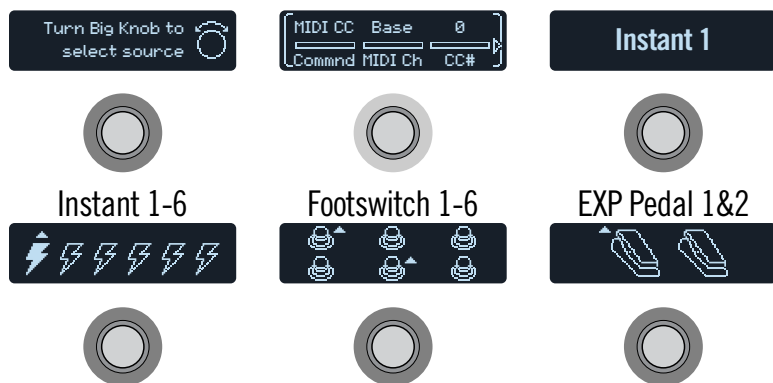 Turn Big Knob to
select source
MIDI CC Base 0
Commnd MIDI Ch CC#
Instant 1
Instant 1-6
Footswitch 1-6
EXP Pedal 1&2